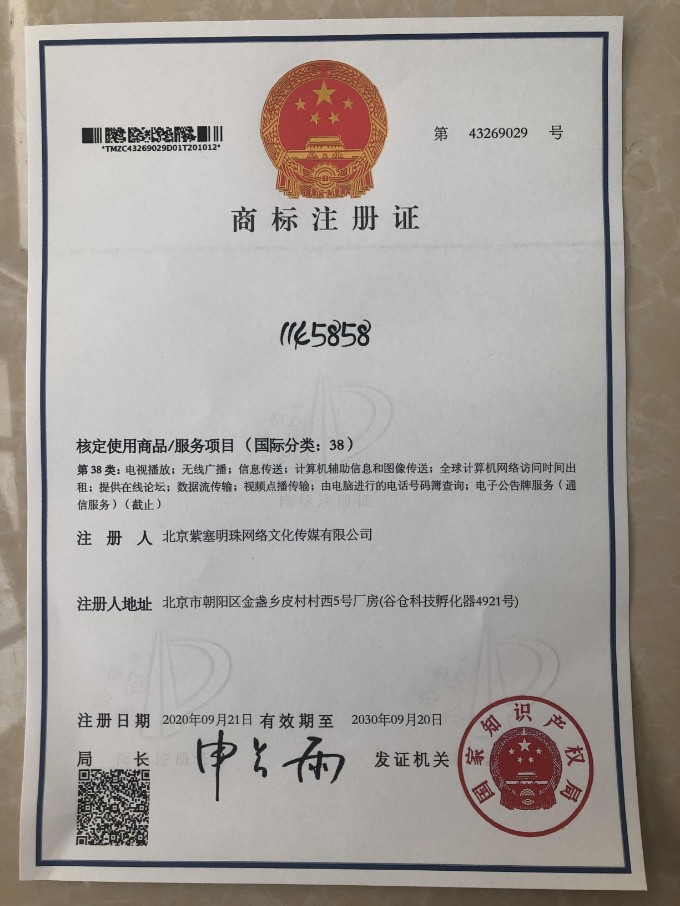 第 43269029 号
*TMZC43269029D01T201012*
商标注册证
1145858
核定使用商品/服务项目（国际分类：38）
第38类：电视播放；无线广播；信息传送；计算机辅助信息和图像传送；全球计算机网络访问时间出
租；提供在线论坛；数据流传输；视频点播传输；由电脑进行的电话号码簿查询；电子公告牌服务（通
信服务）（截止）
注 册 人 北京紫塞明珠网络文化传媒有限公司
注册人地址 北京市朝阳区金盏乡皮村村西5号厂房(谷仓科技孵化器4921号)
注册日期 2020年09月21日 有效期至 2030年09月20日
局 长 申长雨 发证机关
国家知识产权局